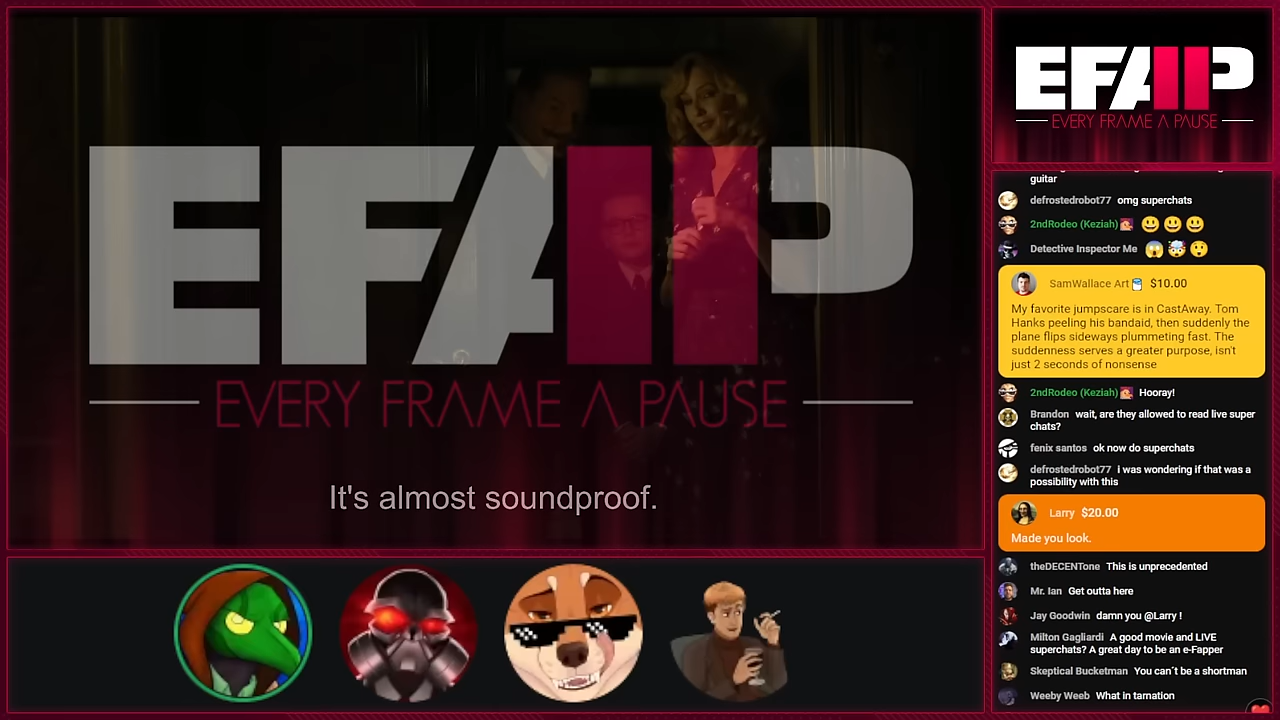 EFAP
EVERY FRAME A PAUSE
It's almost soundproof.
EFAP
EVERY FRAME A PAUSE
guitar
defrostedrobot77 omg superchats
2ndRodeo (Keziah)
Detective Inspector Me
SamWallace Art $10.00
My favorite jumpscare is in CastAway. Tom
Hanks peeling his bandaid, then suddenly the
plane flips sideways plummeting fast. The
suddenness serves a greater purpose, isn't
just 2 seconds of nonsense
2ndRodeo (Keziah) Hooray!
Brandon wait, are they allowed to read live super
chats?
fenix santos ok now do superchats
defrostedrobot77 i was wondering if that was a
possibility with this
Larry $20.00
Made you look.
theDECENTone This is unprecedented
Mr. Ian Get outta here
Jay Goodwin damn you @Larry !
Milton Gagliardi A good movie and LIVE
superchats? A great day to be an e-Fapper
Skeptical Bucketman You can´t be a shortman
Weeby Weeb What in tarnation